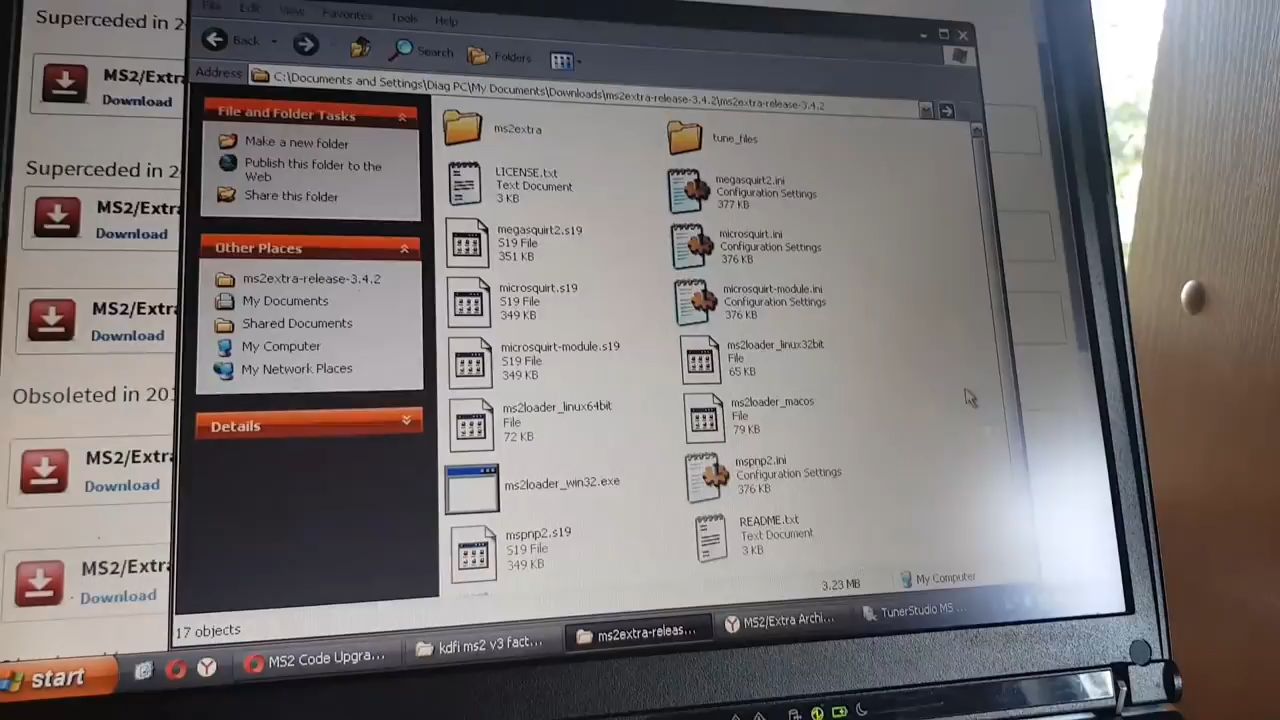 File Edit View Favorites Tools Help
Back Search Folders
Address C:\Documents and Settings\Diag PC\My Documents\Downloads\ms2extra-release-3.4.2\ms2extra-release-3.4.2
Superceded in 2
MS2/Extra
Download
Superceded in 2
MS2/Extra
Download
MS2/Extra
Download
Obsoleted in 201
MS2/Extra
Download
MS2/Extra
Download
File and Folder Tasks
Make a new folder
Publish this folder to the
Web
Share this folder
Other Places
ms2extra-release-3.4.2
My Documents
Shared Documents
My Computer
My Network Places
Details
ms2extra
tune_files
LICENSE.txt
Text Document
3 KB
megasquirt2.ini
Configuration Settings
377 KB
megasquirt2.s19
S19 File
351 KB
microsquirt.ini
Configuration Settings
376 KB
microsquirt.s19
S19 File
349 KB
microsquirt-module.ini
Configuration Settings
376 KB
microsquirt-module.s19
S19 File
349 KB
ms2loader_linux32bit
File
65 KB
ms2loader_linux64bit
File
72 KB
ms2loader_macos
File
79 KB
ms2loader_win32.exe
mspnp2.ini
Configuration Settings
376 KB
mspnp2.s19
S19 File
349 KB
README.txt
Text Document
3 KB
17 objects
3.23 MB
My Computer
start
MS2 Code Upgra...
kdfi ms2 v3 fact...
ms2extra-releas...
MS2/Extra Archi...
TunerStudio MS ...